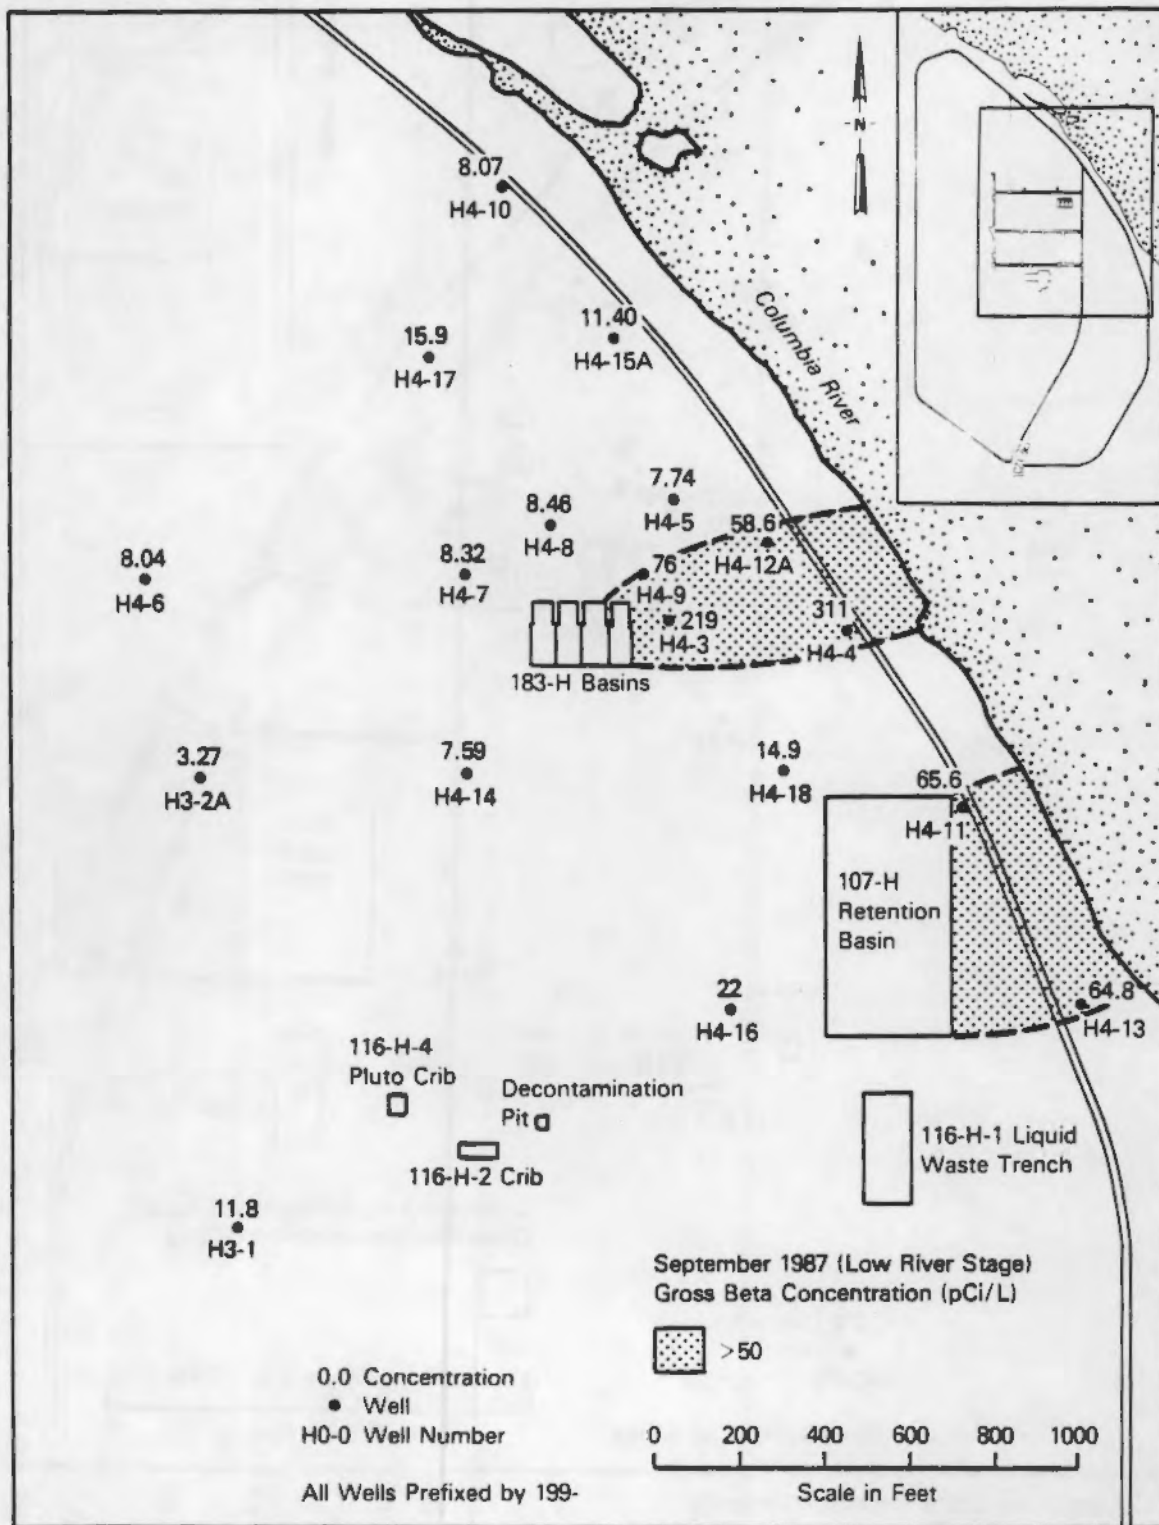 N
8.07
H4-10
Columbia River
11.40
H4-15A
15.9
H4-17
7.74
H4-5
8.46
H4-8
58.6
H4-12A
8.04
H4-6
8.32
H4-7
76
H4-9
219
H4-3
311
H4-4
183-H Basins
3.27
H3-2A
7.59
H4-14
14.9
H4-18
65.6
H4-11
107-H
Retention
Basin
22
H4-16
64.8
H4-13
116-H-4
Pluto Crib
Decontamination
Pit
116-H-2 Crib
116-H-1 Liquid
Waste Trench
11.8
H3-1
September 1987 (Low River Stage)
Gross Beta Concentration (pCi/L)
>50
0.0 Concentration
Well
H0-0 Well Number
All Wells Prefixed by 199-
0 200 400 600 800 1000
Scale in Feet